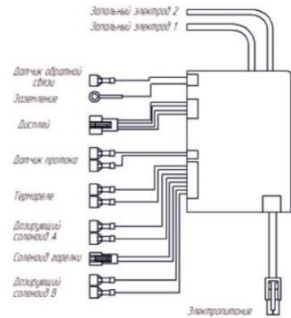 Запальный электрод 2
Запальный электрод 1
Датчик обратной
связи
Заземление
Дисплей
Датчик протока
Термореле
Дозирующий
соленоид А
Соленоид горелки
Дозирующий
соленоид В
Электропитание